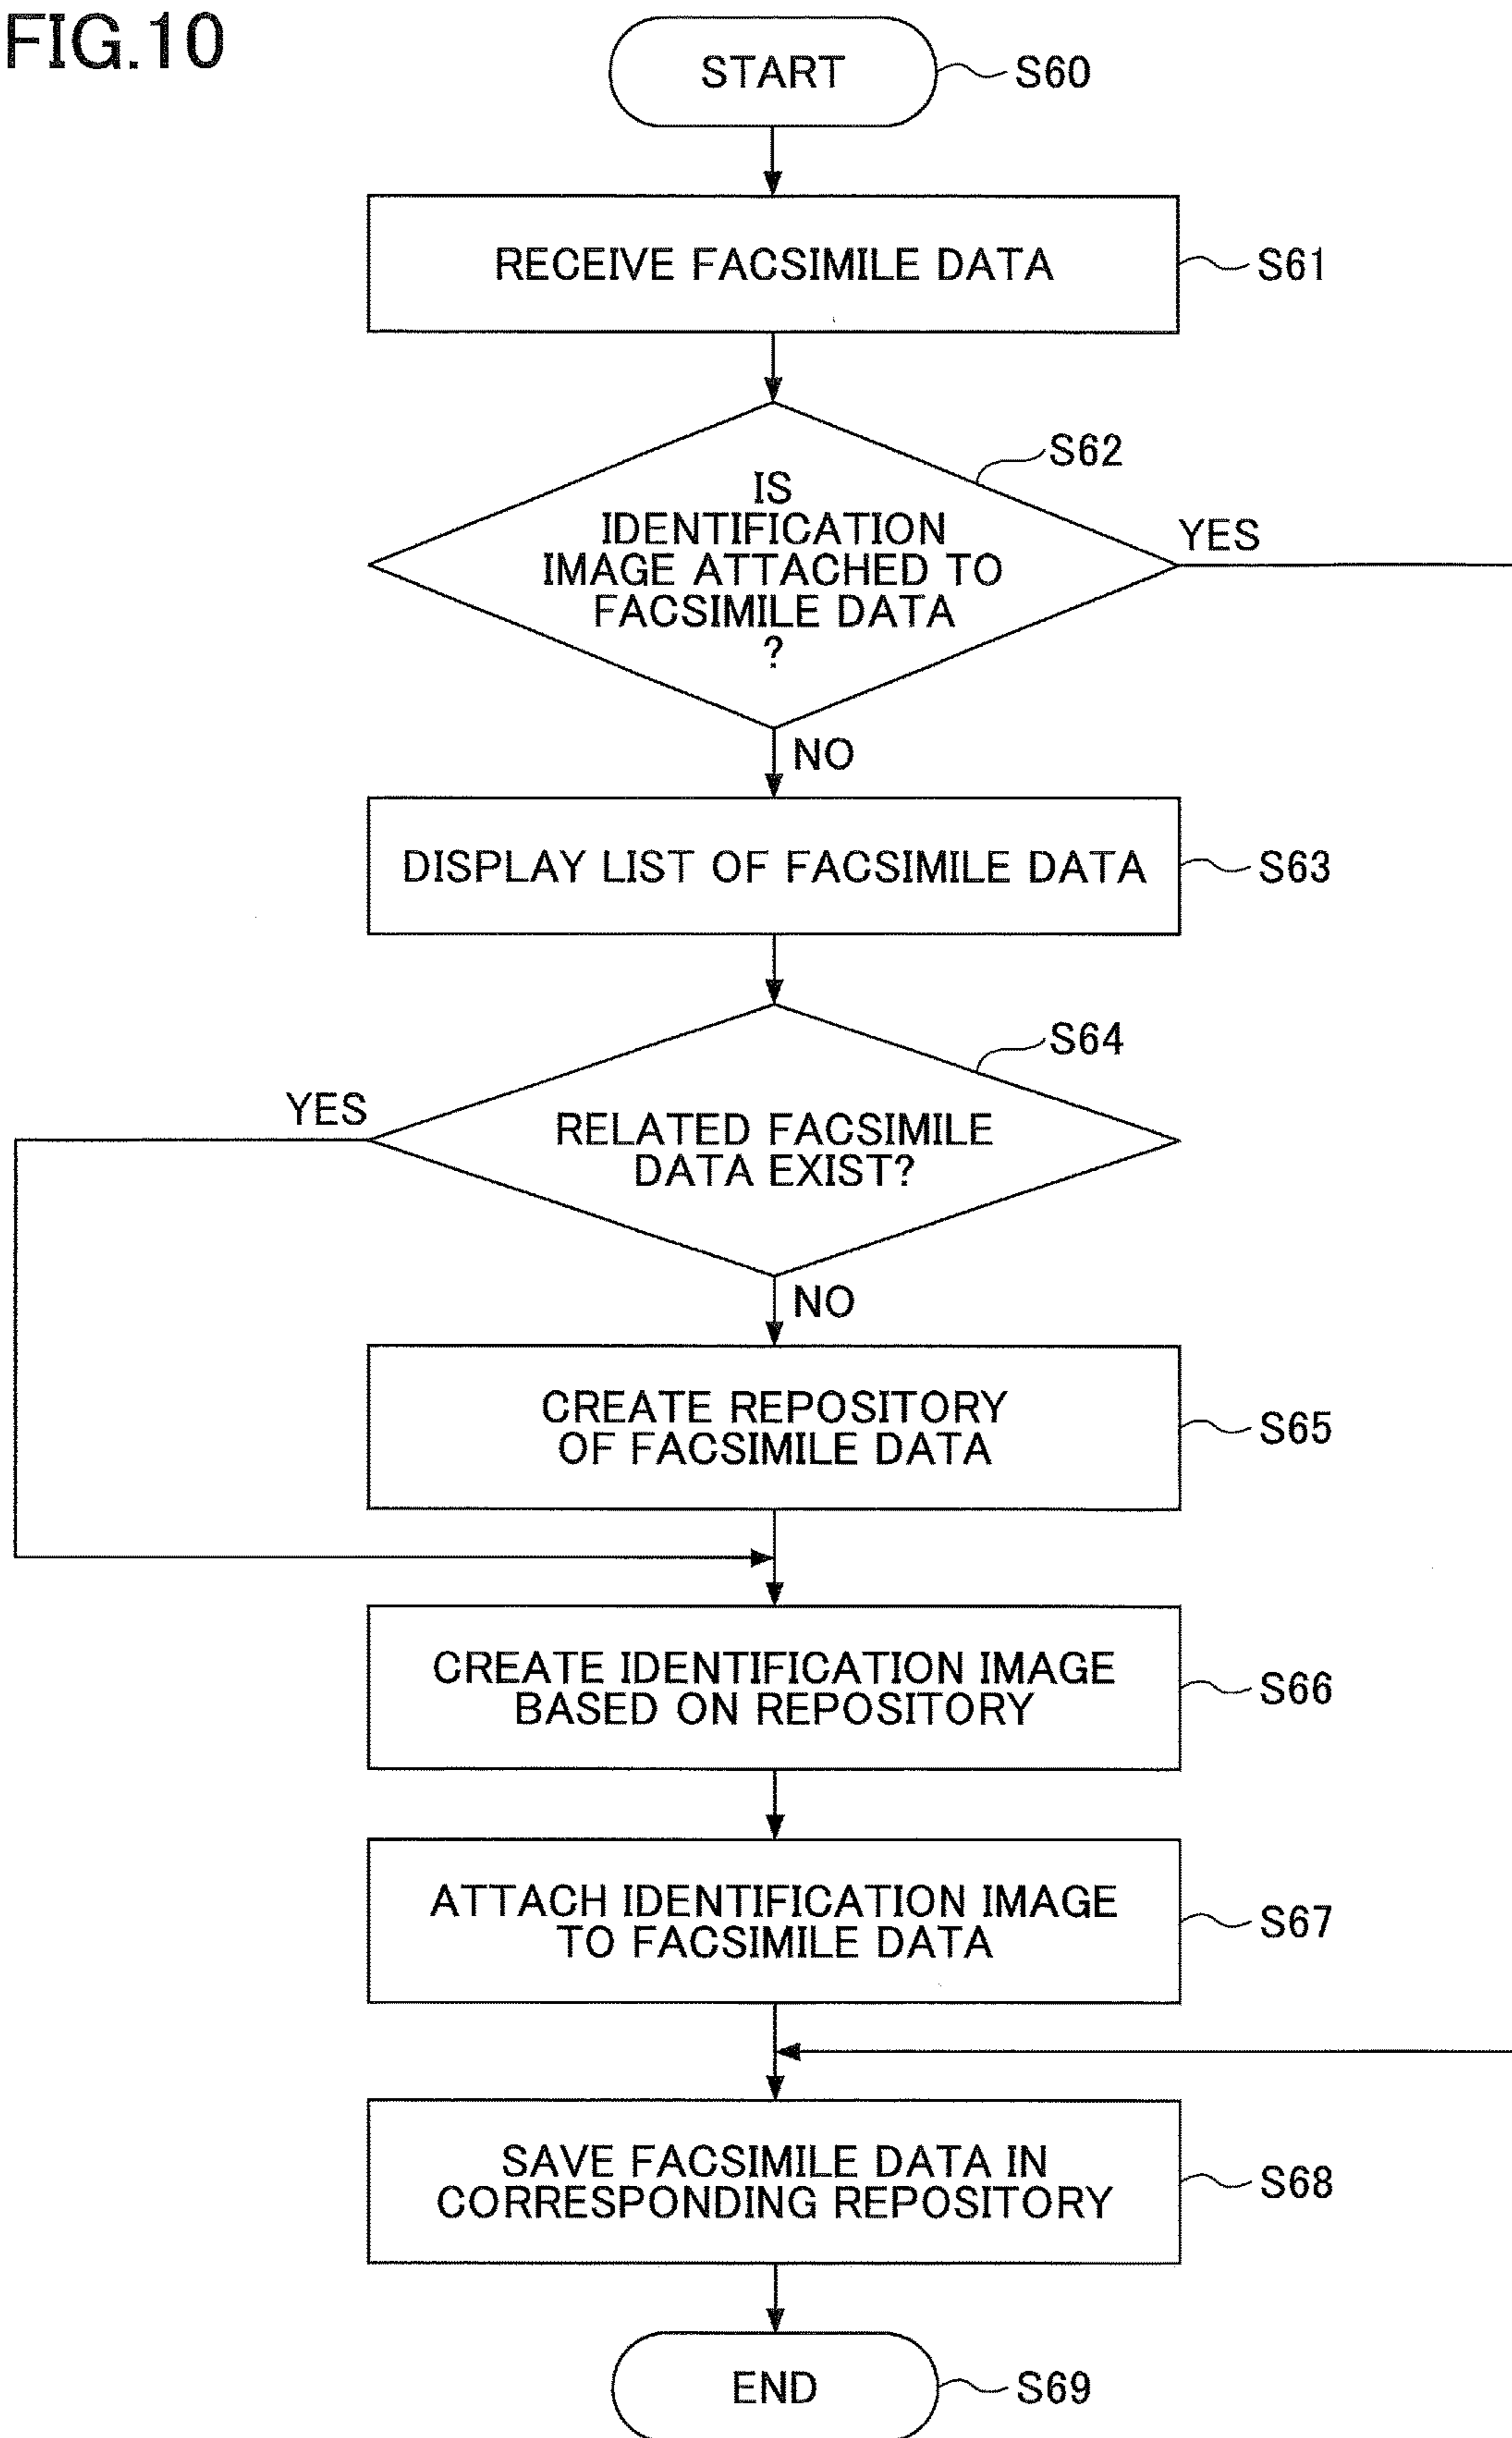 FIG.10
START
S60
RECEIVE FACSIMILE DATA
S61
S62
IS
IDENTIFICATION
IMAGE ATTACHED TO
FACSIMILE DATA
?
YES
NO
DISPLAY LIST OF FACSIMILE DATA
S63
S64
YES
RELATED FACSIMILE
DATA EXIST?
NO
CREATE REPOSITORY
OF FACSIMILE DATA
S65
CREATE IDENTIFICATION IMAGE
BASED ON REPOSITORY
S66
ATTACH IDENTIFICATION IMAGE
TO FACSIMILE DATA
S67
SAVE FACSIMILE DATA IN
CORRESPONDING REPOSITORY
S68
END
S69